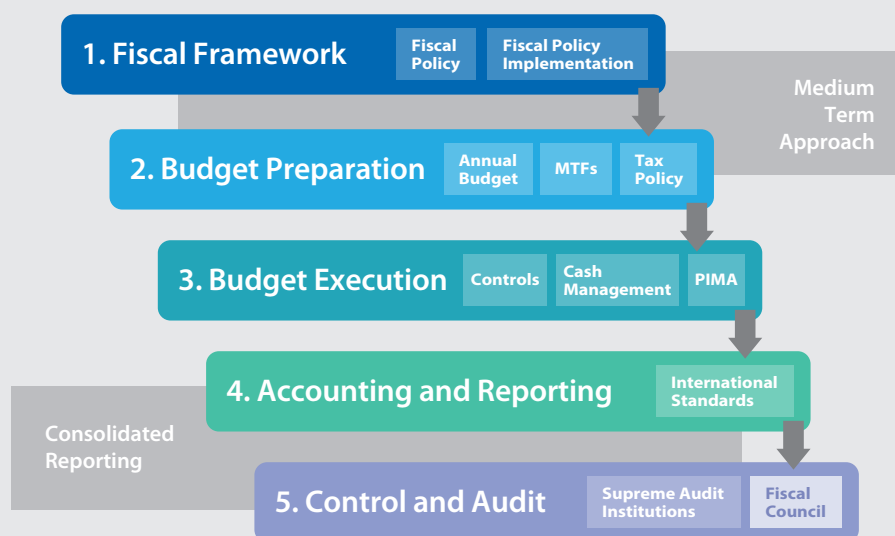 1. Fiscal Framework
Fiscal
Policy
Fiscal Policy
Implementation
Medium
Term
Approach
2. Budget Preparation
Annual
Budget
MTFs
Tax
Policy
3. Budget Execution
Controls
Cash
Management
PIMA
4. Accounting and Reporting
International
Standards
Consolidated
Reporting
5. Control and Audit
Supreme Audit
Institutions
Fiscal
Council